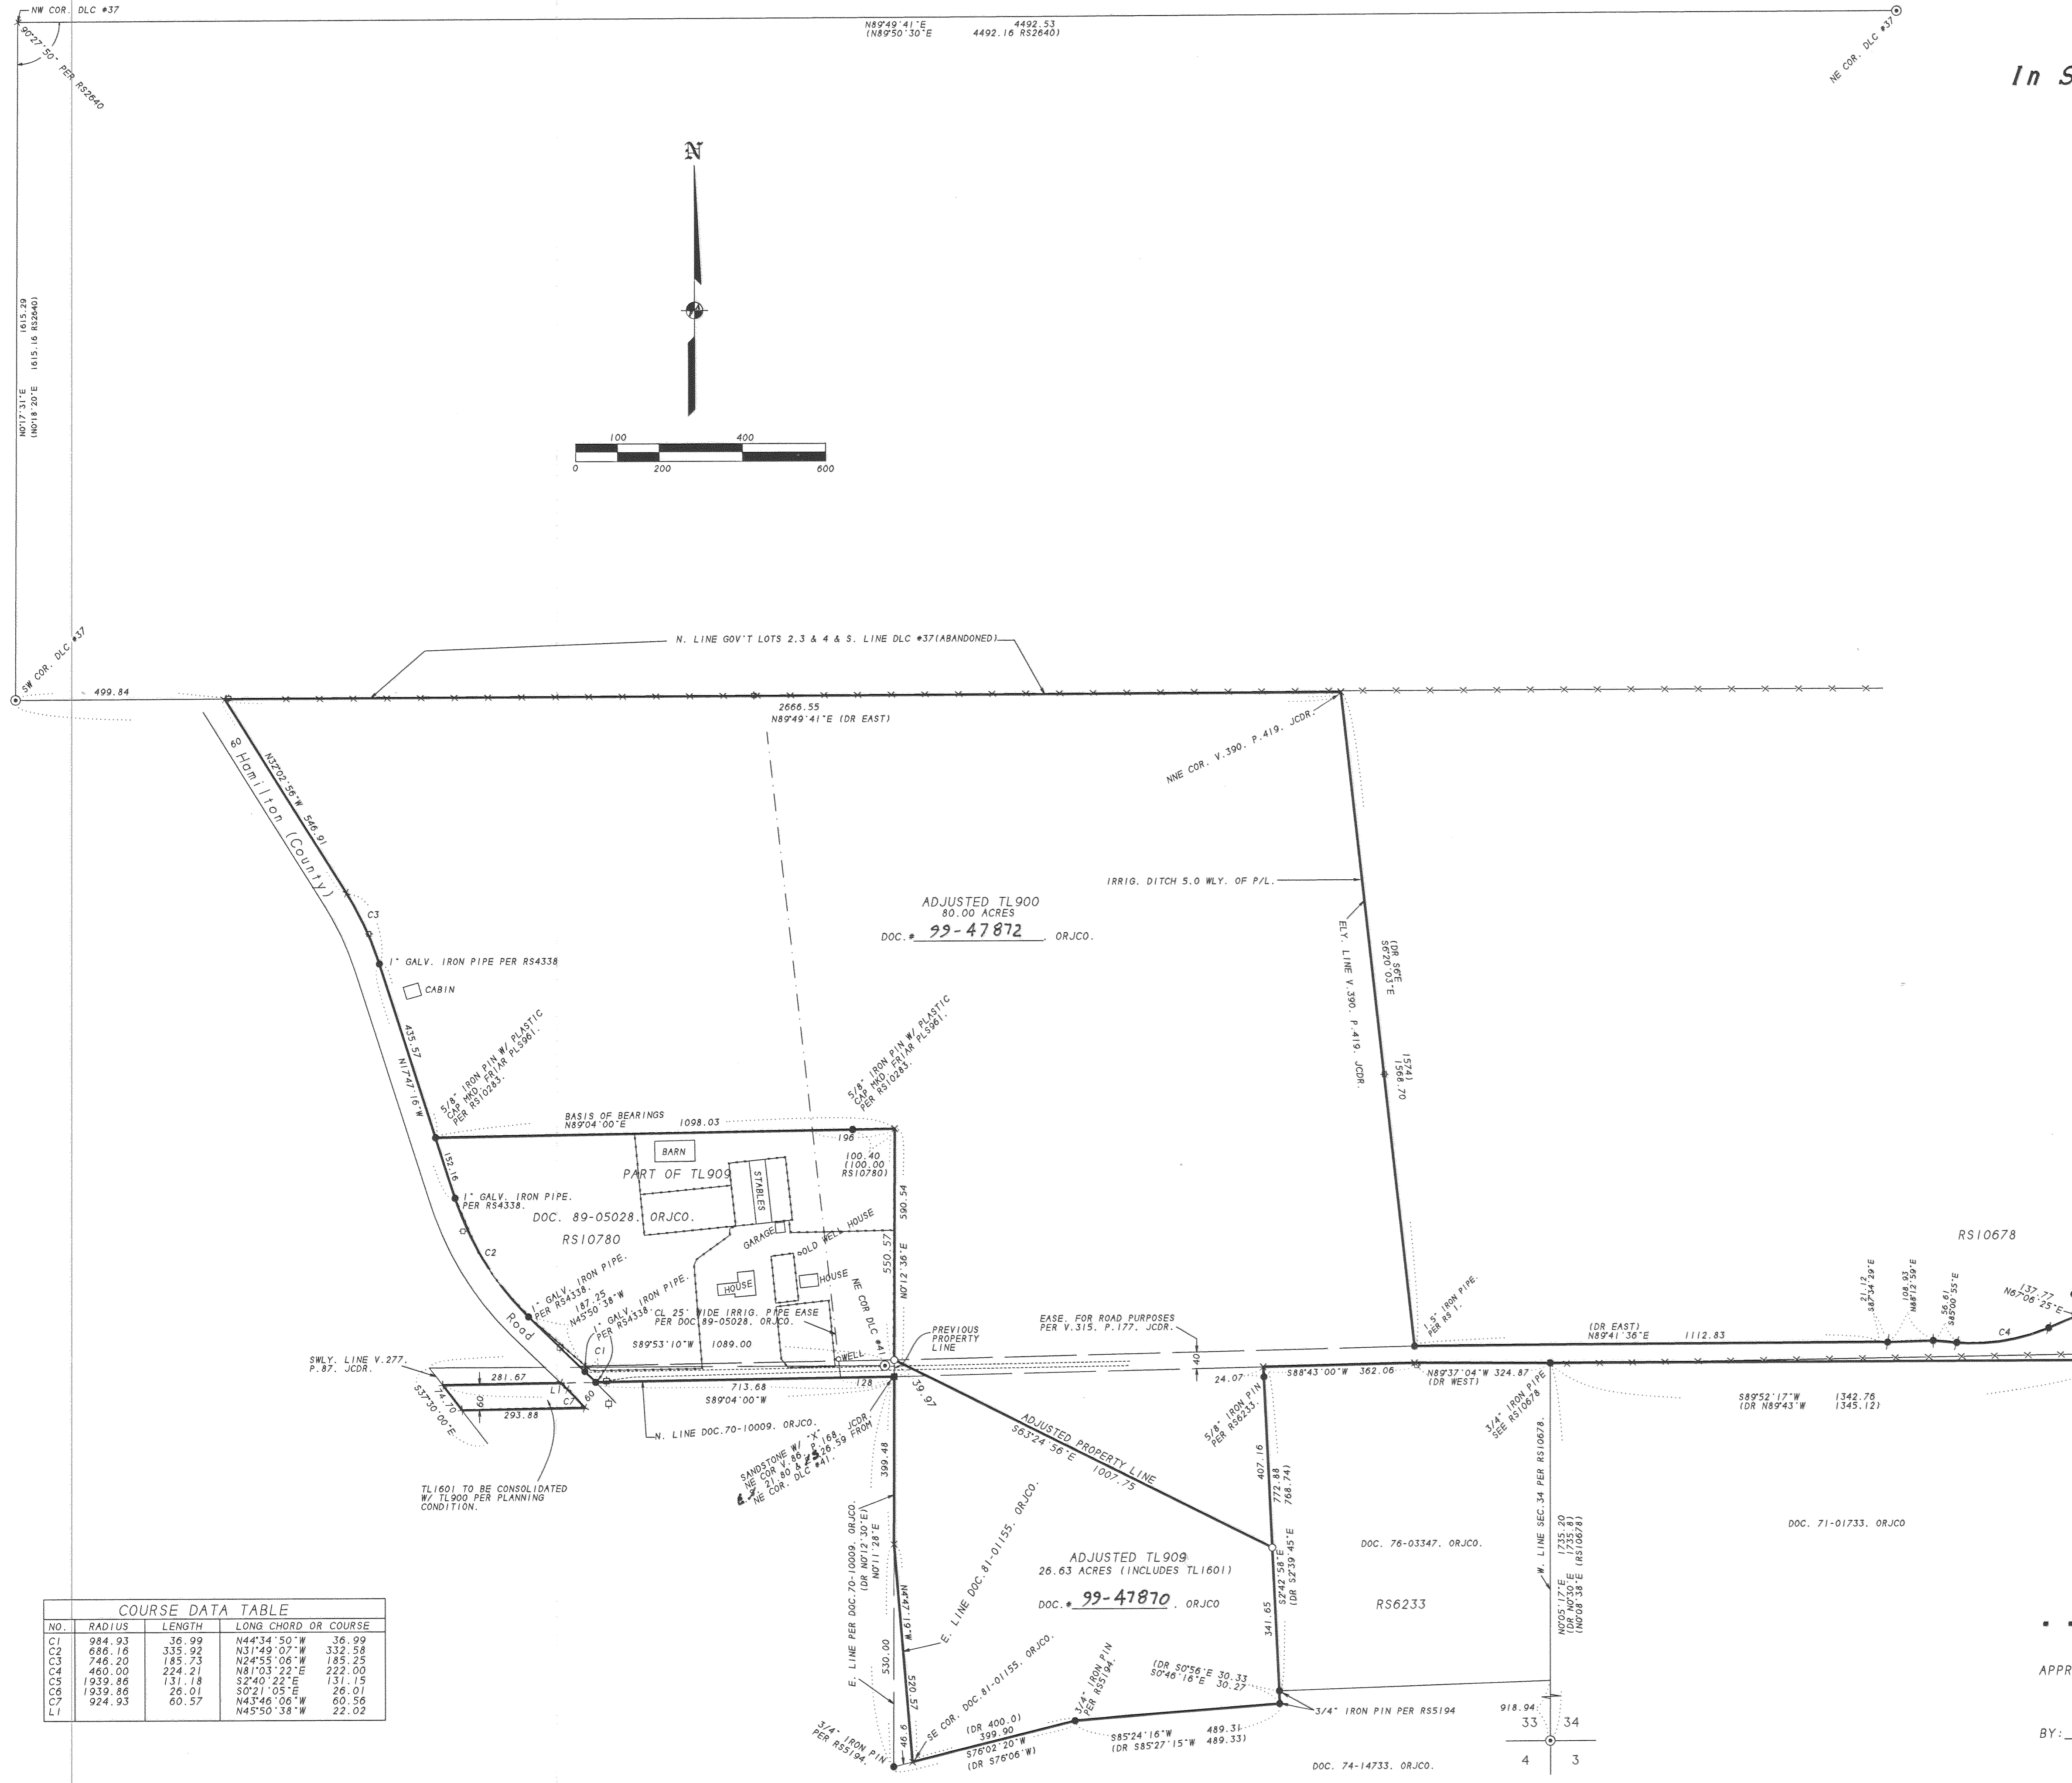 NW COR. DLC #37
90°27'50" PER RS2640
N89°49'41"E 4492.53
(N89°50'30"E 4492.16 RS2640)
NE COR. DLC #37
In S
N
N0°17'31"E 1615.29
(N0°18'20"E 1615.16 RS2640)
100 400
0 200 600
SW COR. DLC #37
499.84
N. LINE GOV'T LOTS 2,3 & 4 & S. LINE DLC #37(ABANDONED)
2666.55
N89°49'41"E (DR EAST)
NNE COR. V.390. P.419. JCDR.
60
Hamilton (County)
N32°02'56"W 546.91
C3
1" GALV. IRON PIPE PER RS4338
CABIN
IRRIG. DITCH 5.0 WLY. OF P/L.
ADJUSTED TL900
80.00 ACRES
DOC.# 99-47872 . ORJCO.
ELY. LINE V.390. P.419. JCDR.
(DR S6°E 1574)
S6°20'03"E 1568.70
435.57
N17°47'16"W
5/8" IRON PIN W/ PLASTIC
CAP MKD. FRIAR PLS961.
PER RS10283.
5/8" IRON PIN W/ PLASTIC
CAP MKD. FRIAR PLS961.
PER RS10283.
BASIS OF BEARINGS
N89°04'00"E 1098.03
196
100.40
(100.00
RS10780)
BARN
PART OF TL909
STABLES
152.16
1" GALV. IRON PIPE.
PER RS4338.
DOC. 89-05028. ORJCO.
RS10780
GARAGE
OLD WELL HOUSE
HOUSE
HOUSE
590.54
550.57
N0°12'36"E
NE COR DLC #41
C2
1" GALV. IRON PIPE.
PER RS4338.
187.25
N45°50'38"W
1" GALV. IRON PIPE.
PER RS4338.
CL 25' WIDE IRRIG. PIPE EASE
PER DOC.89-05028. ORJCO.
Road
C1
S89°53'10"W 1089.00
WELL
PREVIOUS
PROPERTY
LINE
EASE. FOR ROAD PURPOSES
PER V.315. P.177. JCDR.
40
1.5" IRON PIPE.
PER RS 1.
(DR EAST)
N89°41'36"E 1112.83
RS10678
21.12
S87°34'29"E
108.93
N88°12'59"E
56.61
S85°00'55"E
C4
137.77
N67°06'25"E
SWLY. LINE V.277.
P.87. JCDR.
281.67
L1
C7
60
713.68
S89°04'00"W
128
39.97
74.70
S37°30'00"E
60
293.88
N. LINE DOC.70-10009. ORJCO.
24.07
S88°43'00"W 362.06
N89°37'04"W 324.87
(DR WEST)
S89°52'17"W 1342.76
(DR N89°43'W 1345.12)
5/8" IRON PIN
PER RS6233.
3/4" IRON PIPE
SEE RS10678
SANDSTONE W/ "X"
NE COR V.86. P.168. JCDR.
21.80 & 26.59 FROM
NE COR. DLC #41.
ADJUSTED PROPERTY LINE
S63°24'56"E 1007.75
TL1601 TO BE CONSOLIDATED
W/ TL900 PER PLANNING
CONDITION.
399.48
E. LINE PER DOC.70-10009. ORJCO.
(DR N0°12'30"E)
N0°11'28"E
530.00
N4°47'19"W
520.57
46.6
E. LINE DOC.81-01155. ORJCO.
407.16
772.88
768.74)
S2°42'58"E
(DR S2°39'45"E
341.65
ADJUSTED TL909
26.63 ACRES (INCLUDES TL1601)
DOC.# 99-47870 . ORJCO
DOC. 76-03347. ORJCO.
RS6233
W. LINE SEC.34 PER RS10678.
N0°05'17"E 1735.20
(DR N0°30'E 1735.8)
(N0°08'38"E (RS10678)
DOC. 71-01733. ORJCO
SE COR. DOC.81-01155. ORJCO.
3/4" IRON PIN
PER RS5194.
(DR S0°56'E 30.33
S0°46'16"E 30.27
3/4" IRON PIN PER RS5194
3/4" IRON PIN
PER RS5194.
(DR 400.0)
399.90
S76°02'20"W
(DR S76°06'W)
S85°24'16"W 489.31
(DR S85°27'15"W 489.33)
918.94
33 34
4 3
DOC. 74-14733. ORJCO.
APPR
BY:
COURSE DATA TABLE
NO. RADIUS LENGTH LONG CHORD OR COURSE
C1 984.93 36.99 N44°34'50"W 36.99
C2 686.16 335.92 N31°49'07"W 332.58
C3 746.20 185.73 N24°55'06"W 185.25
C4 460.00 224.21 N81°03'22"E 222.00
C5 1939.86 131.18 S2°40'22"E 131.15
C6 1939.86 26.01 S0°21'05"E 26.01
C7 924.93 60.57 N43°46'06"W 60.56
L1 N45°50'38"W 22.02